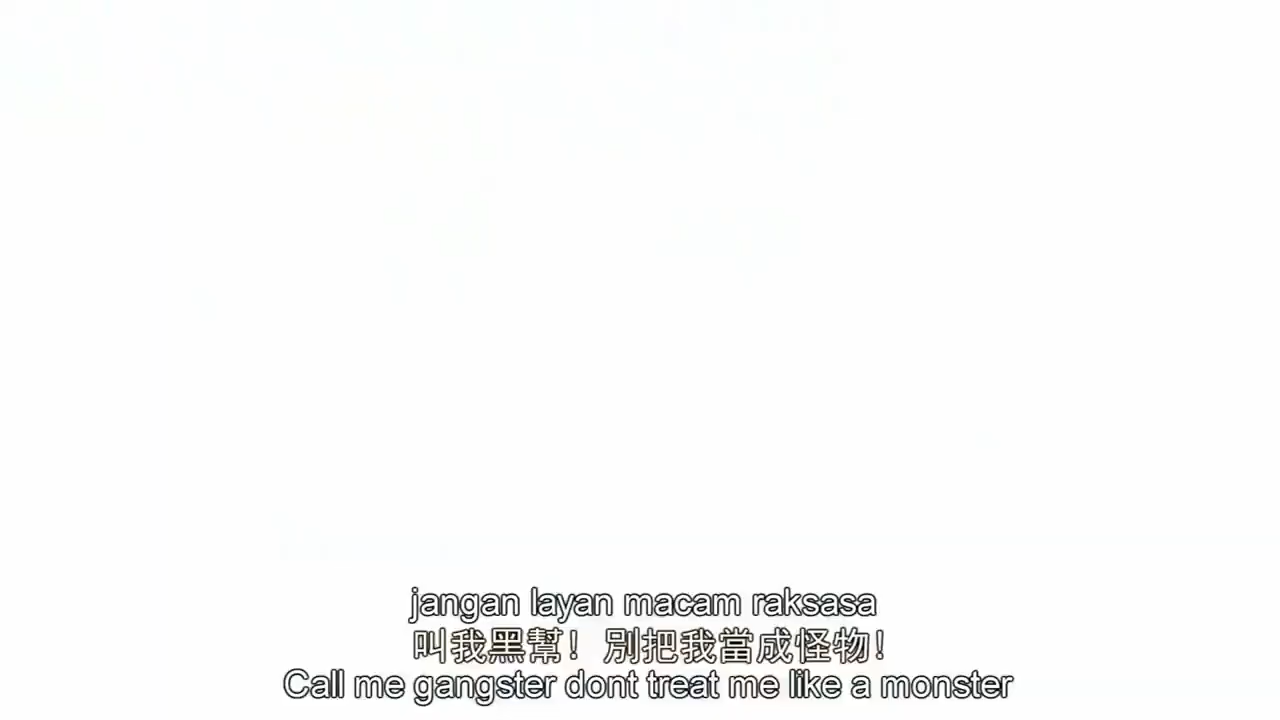 jangan layan macam raksasa
叫我黑幫！別把我當成怪物！
Call me gangster dont treat me like a monster